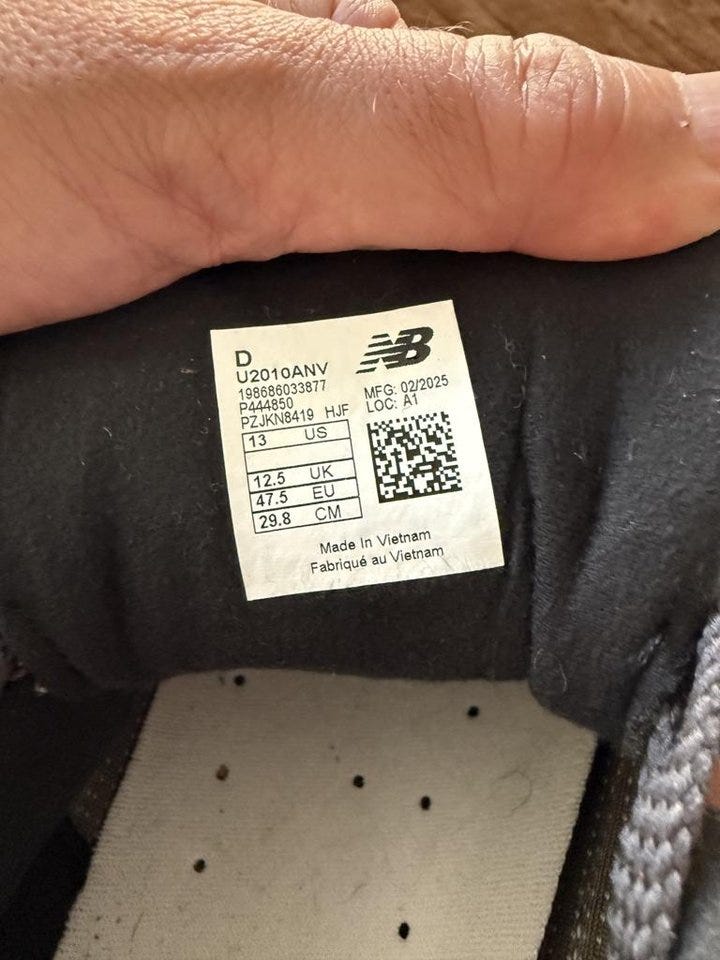 D
NB
U2010ANV
198686033877
P444850
PZJKN8419 HJF
MFG: 02/2025
LOC: A1
13 US
12.5 UK
47.5 EU
29.8 CM
Made In Vietnam
Fabriqué au Vietnam